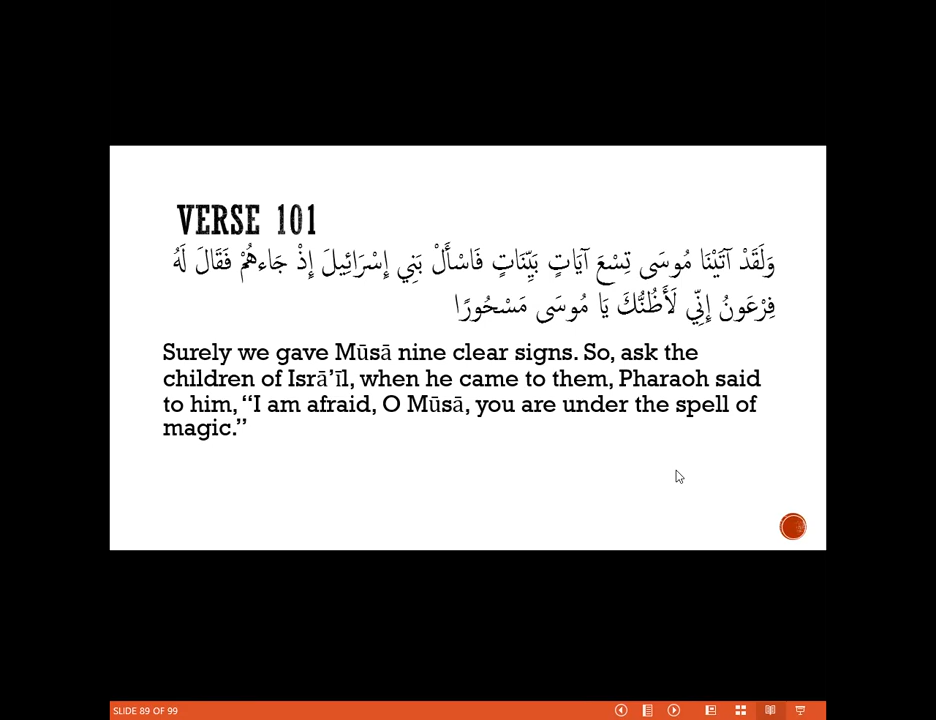 VERSE 101
وَلَقَدْ آتَيْنَا مُوسَى تِسْعَ آيَاتٍ بَيِّنَاتٍ فَاسْأَلْ بَنِي إِسْرَائِيلَ إِذْ جَاءهُمْ فَقَالَ لَهُ
فِرْعَونُ إِنِّي لَأَظُنُّكَ يَا مُوسَى مَسْحُورًا
Surely we gave Mūsā nine clear signs. So, ask the
children of Isrā’īl, when he came to them, Pharaoh said
to him, “I am afraid, O Mūsā, you are under the spell of
magic.”
SLIDE 89 OF 99